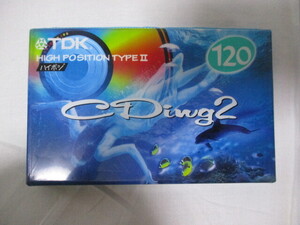 TDK
HIGH POSITION TYPE II
ハイポジ
120
CDing2